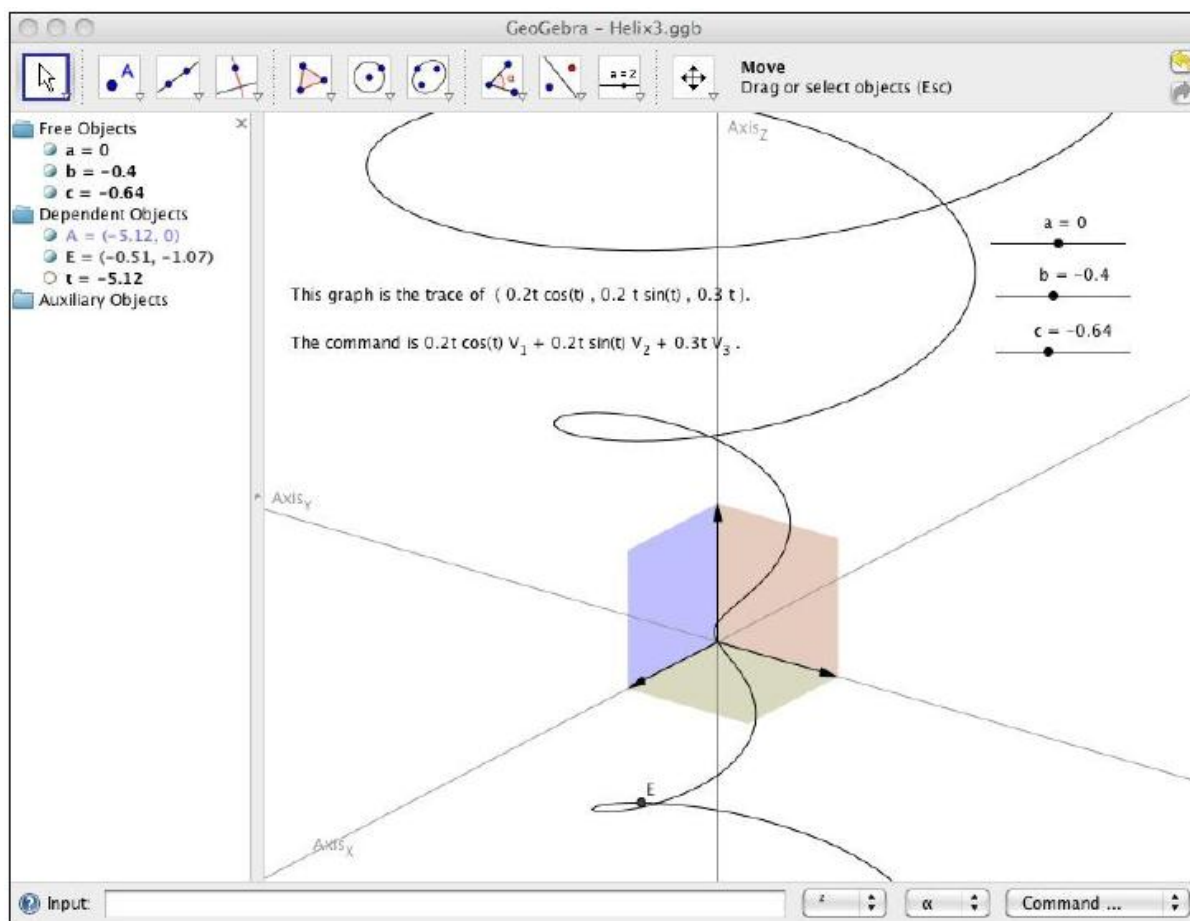 GeoGebra - Helix3.ggb
A
α
a=2
Move
Drag or select objects (Esc)
Free Objects
a = 0
b = -0.4
c = -0.64
Dependent Objects
A = (-5.12, 0)
E = (-0.51, -1.07)
t = -5.12
Auxiliary Objects
Axis_Z
a = 0
b = -0.4
c = -0.64
This graph is the trace of ( 0.2t cos(t) , 0.2 t sin(t) , 0.3 t ).
The command is 0.2t cos(t) V_1 + 0.2t sin(t) V_2 + 0.3t V_3 .
Axis_Y
E
Axis_X
Input:
²
α
Command ...